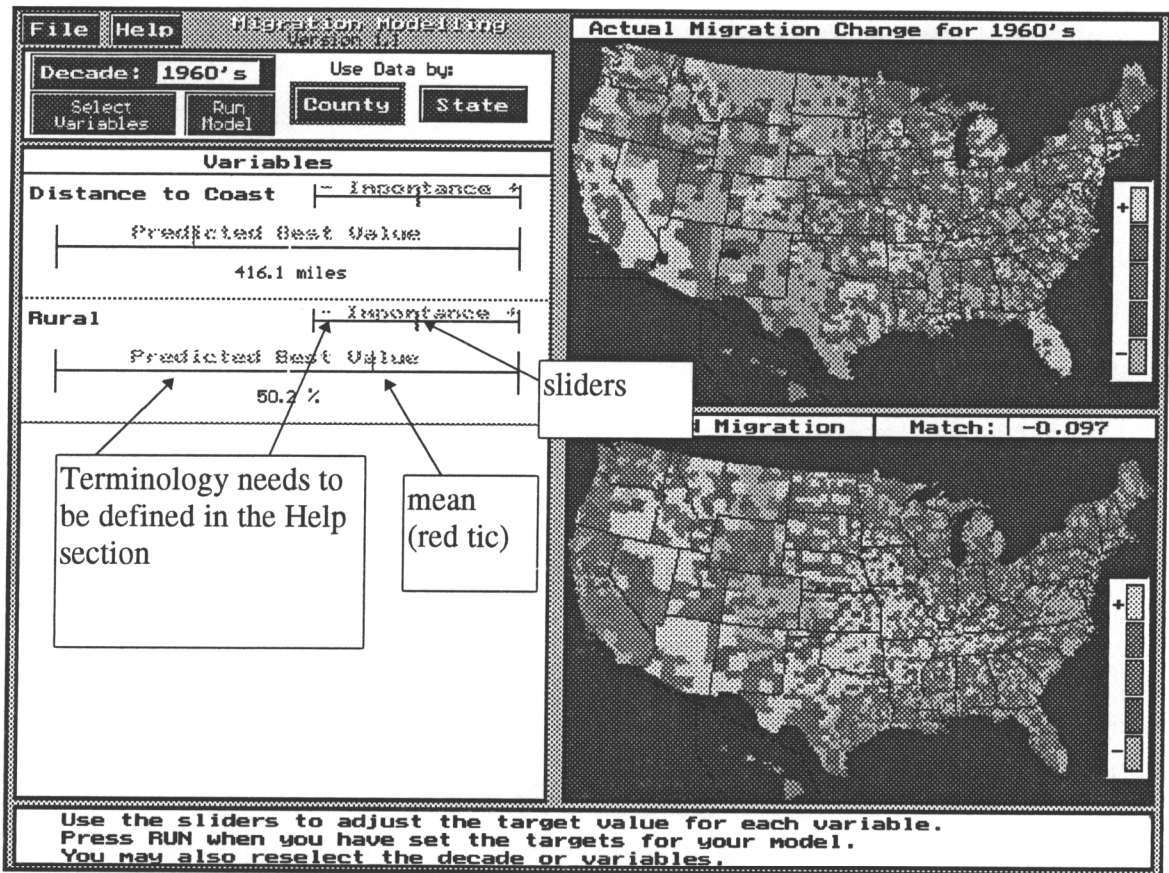 File Help
Migration Modelling
Version 1.1
Decade: 1960's
Select
Variables
Run
Model
Use Data by:
County State
Variables
Distance to Coast
- Importance +
Predicted Best Value
416.1 miles
Rural
- Importance +
Predicted Best Value
50.2 %
sliders
Terminology needs to
be defined in the Help
section
mean
(red tic)
Actual Migration Change for 1960's
+
-
d Migration Match: -0.097
+
-
Use the sliders to adjust the target value for each variable.
Press RUN when you have set the targets for your model.
You may also reselect the decade or variables.